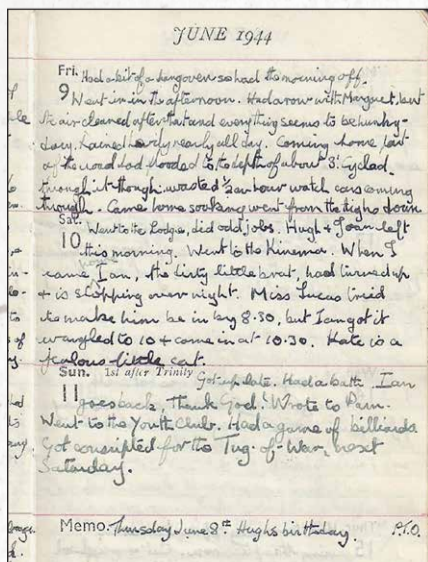 JUNE 1944
Fri. Had a bit of a hangover so had the morning off.
9 Went in in the afternoon. Had a row with Margaret, but
the air cleared after that and everything seems to be hunky-
dory. Rained heavily nearly all day. Coming home part
of the road had flooded to depth of about 3'. Cycled
through it though, wasted ½ an hour watch cars coming
through. Came home soaking wet from the thighs down
Sat. Went to the Lodge, did odd jobs. Hugh & Joan left
10 this morning. Went to the Kinema. When I
came Ian, the dirty little brat, had turned up
& is stopping over night. Miss Lucas tried
to make him be in by 8.30, but Ian got it
wrangled to 10 & came in at 10.30. Kate is a
jealous little cat.
Sun. 1st after Trinity Got up late. Had a bath. Ian
11 goes back, Thank God! Wrote to Pam.
Went to the Youth Club. Had a game of billiards
Got conscripted for the Tug-of-War, next
Saturday.
Memo. Thursday June 8th Hughs birthday. P.T.O.